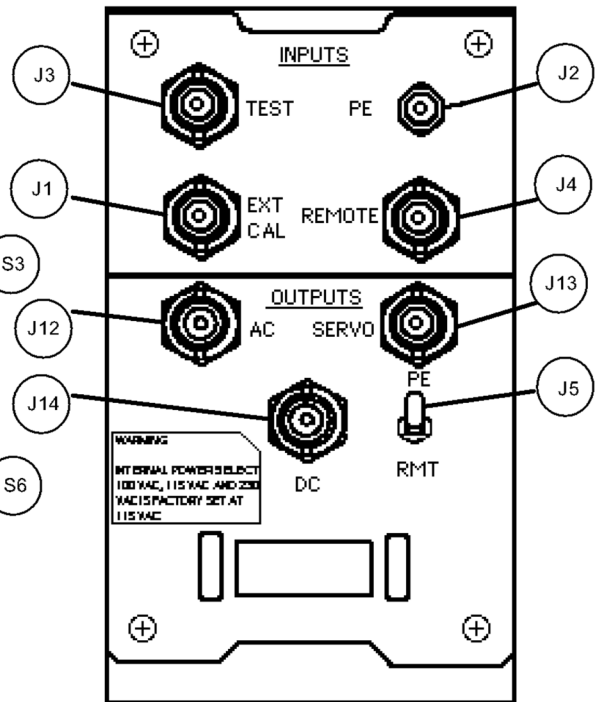 INPUTS
J3
TEST
PE
J2
J1
EXT
CAL
REMOTE
J4
S3
OUTPUTS
J12
AC
SERVO
J13
PE
J14
J5
WARNING
INTERNAL POWER SELECT
100 VAC, 115 VAC AND 230
VAC IS FACTORY SET AT
115 VAC
DC
RMT
S6